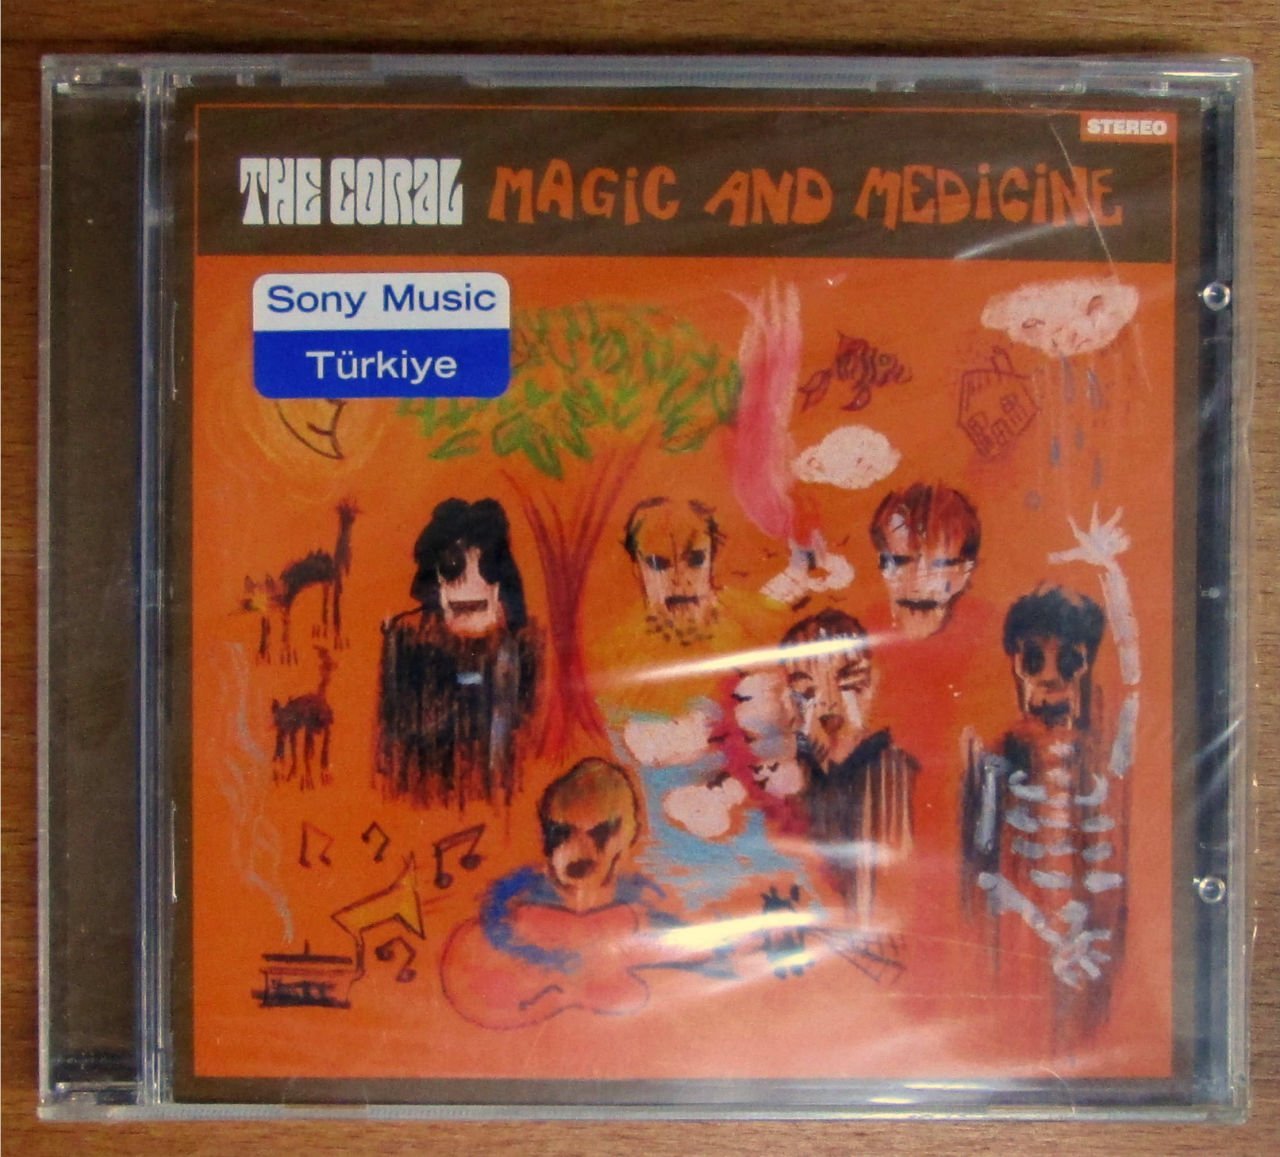 STEREO
THE CORAL MAGIC AND MEDICINE
Sony Music
Türkiye